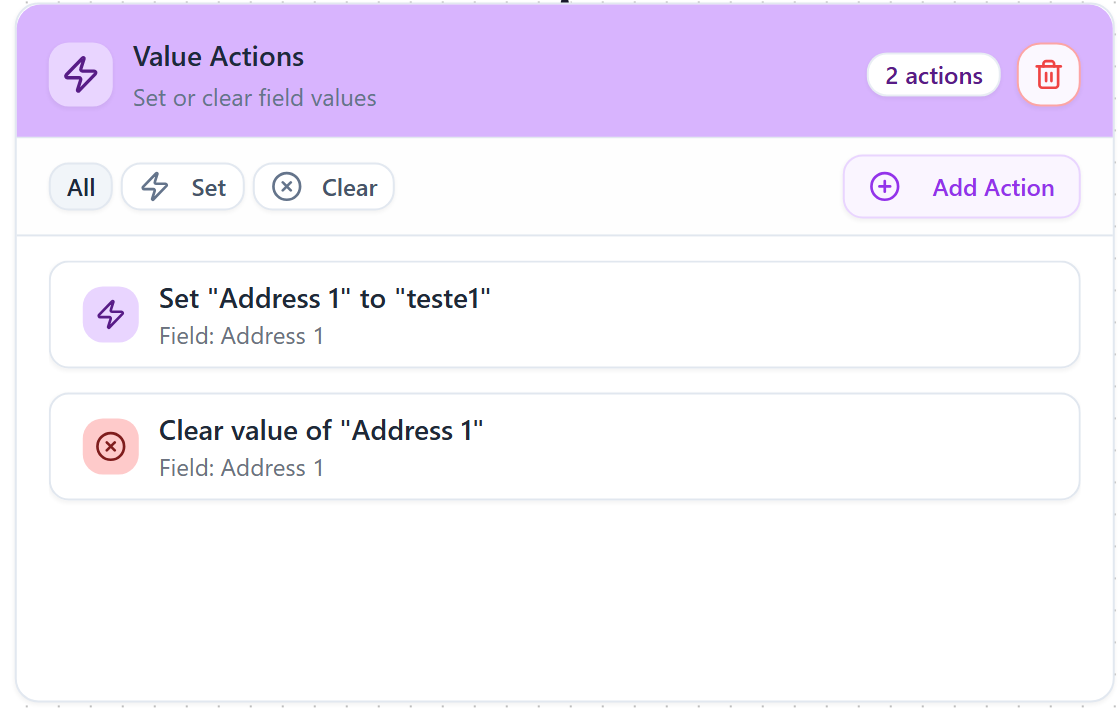 Value Actions
Set or clear field values
2 actions
All
Set
Clear
Add Action
Set "Address 1" to "teste1"
Field: Address 1
Clear value of "Address 1"
Field: Address 1